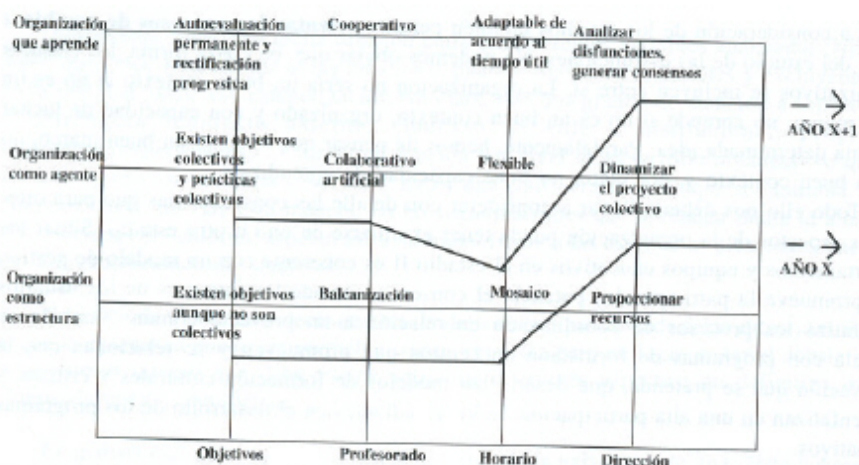 Organización
que aprende
Autoevaluación
permanente y
rectificación
progresiva
Cooperativo
Adaptable de
acuerdo al
tiempo útil
Analizar
disfunciones,
generar consensos
AÑO X+1
Organización
como agente
Existen objetivos
colectivos
y prácticas
colectivas
Colaborativo
artificial
Flexible
Dinamizar
el proyecto
colectivo
AÑO X
Organización
como
estructura
Existen objetivos
aunque no son
colectivos
Balcanización
Mosaico
Proporcionar
recursos
Objetivos
Profesorado
Horario
Dirección